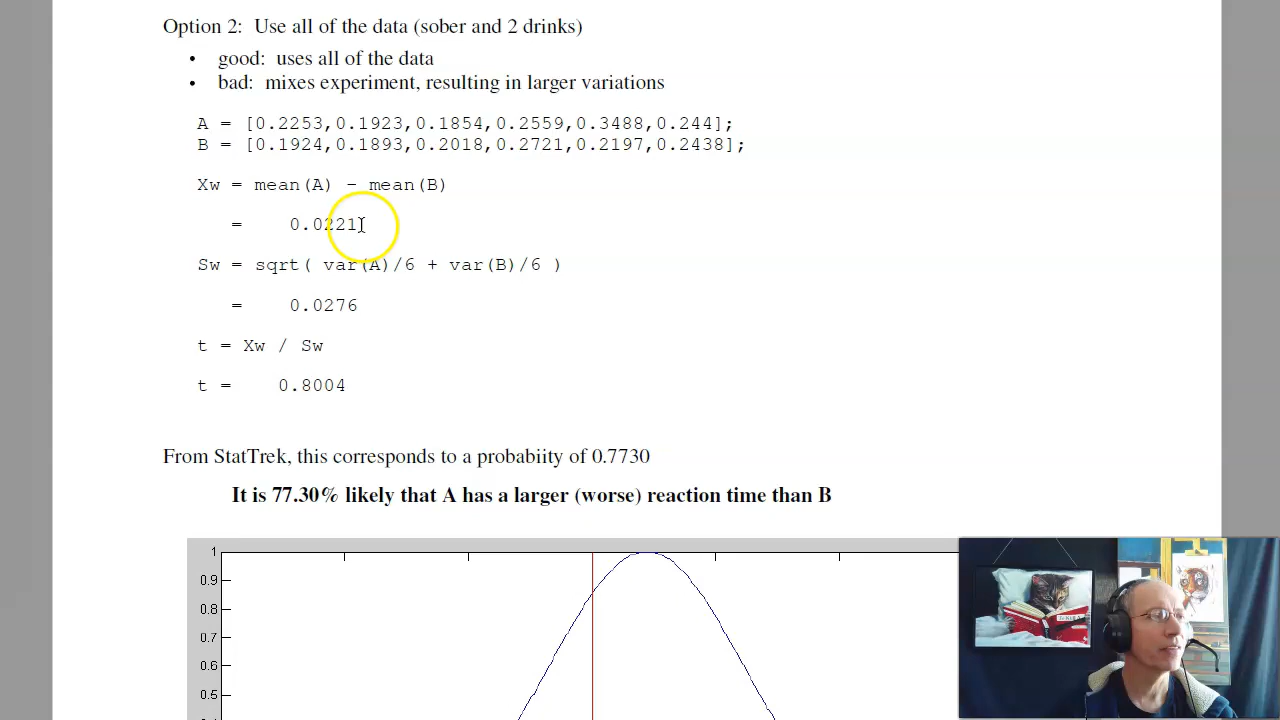 Option 2: Use all of the data (sober and 2 drinks)
• good: uses all of the data
• bad: mixes experiment, resulting in larger variations
A = [0.2253,0.1923,0.1854,0.2559,0.3488,0.244];
B = [0.1924,0.1893,0.2018,0.2721,0.2197,0.2438];
Xw = mean(A) - mean(B)
= 0.0221
Sw = sqrt( var(A)/6 + var(B)/6 )
= 0.0276
t = Xw / Sw
t = 0.8004
From StatTrek, this corresponds to a probabiity of 0.7730
It is 77.30% likely that A has a larger (worse) reaction time than B
1
0.9
0.8
0.7
0.6
0.5